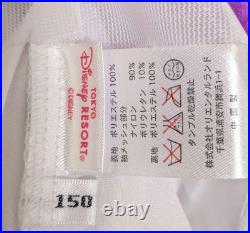 TOKYO
Disney
RESORT®
©DISNEY
表地 ポリエステル100%
袖メッシュ部分
ナイロン 90%
ポリウレタン 10%
裏地 ポリエステル100%
株式会社オリエンタルランド
千葉県浦安市舞浜1-1
タンブル乾燥禁止
中国製
150